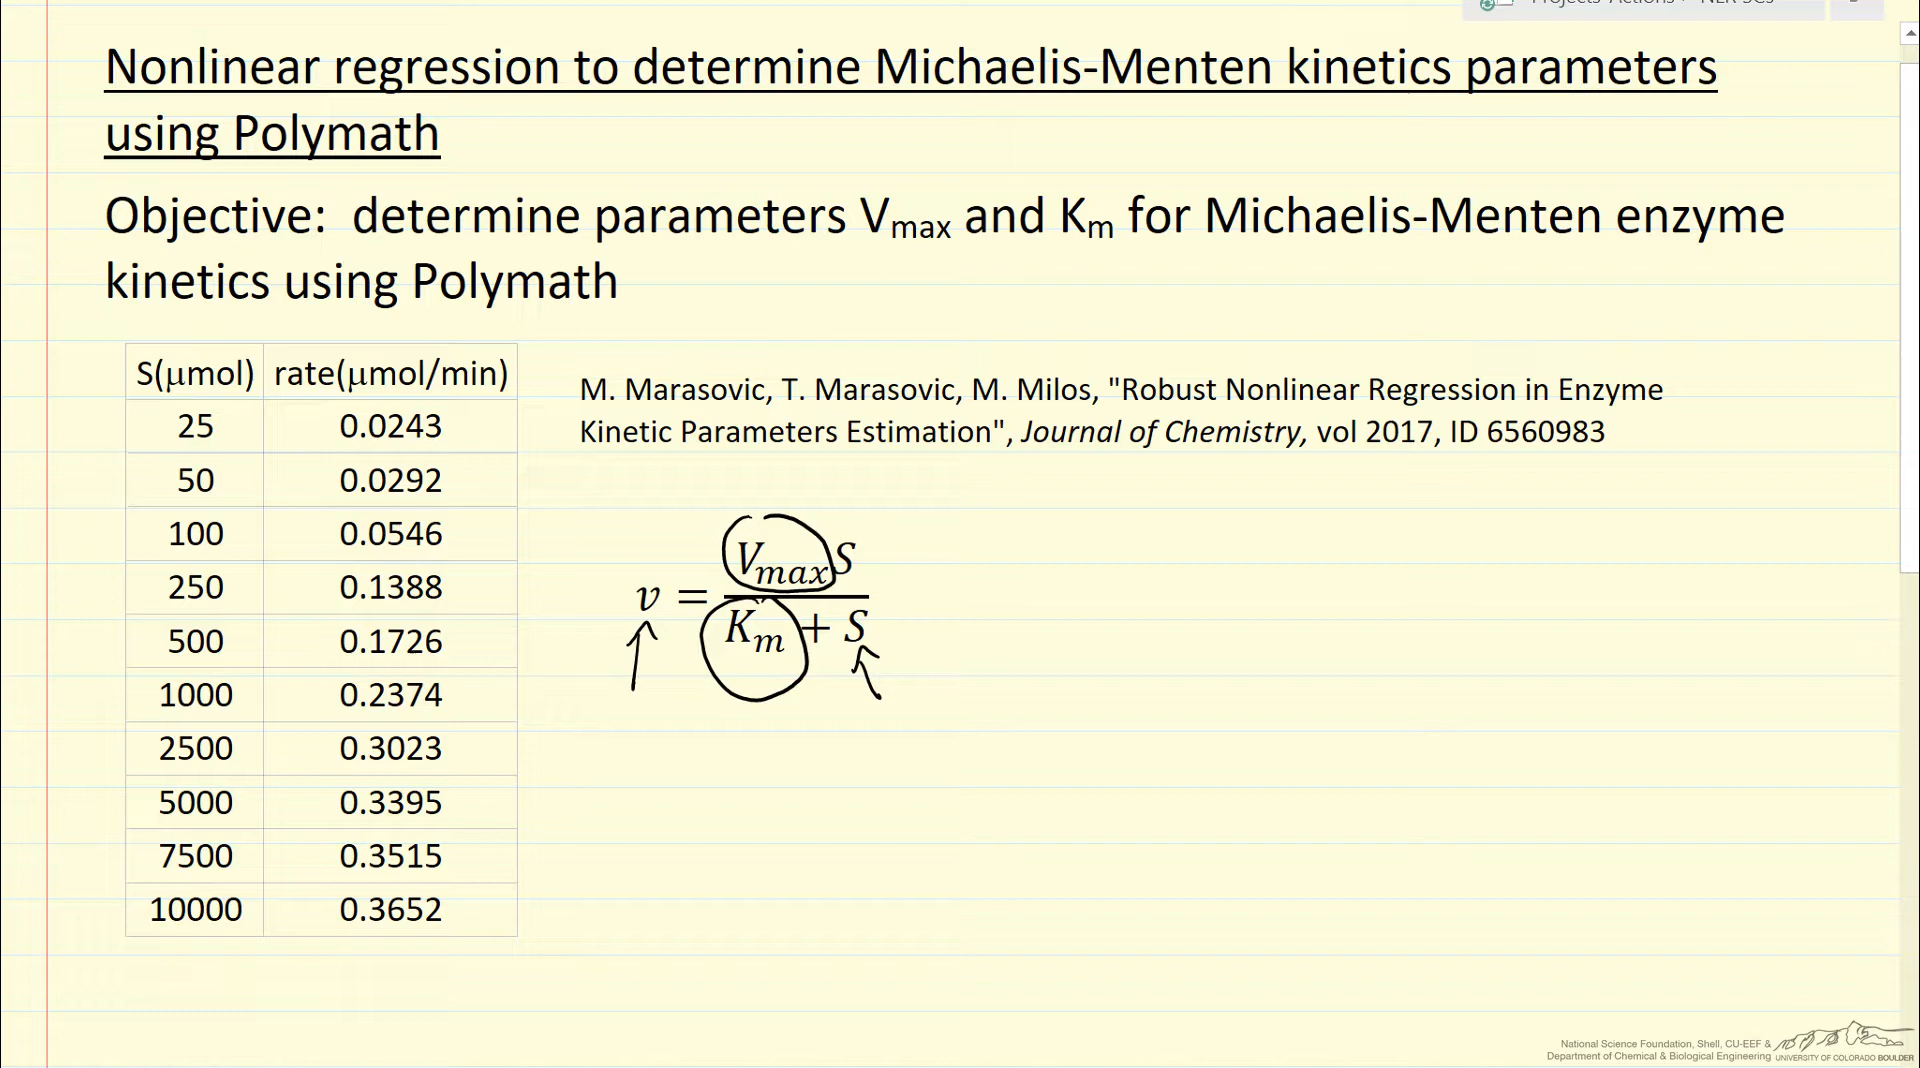 Nonlinear regression to determine Michaelis-Menten kinetics parameters
using Polymath
Objective: determine parameters Vmax and Km for Michaelis-Menten enzyme
kinetics using Polymath
S(μmol) rate(μmol/min)
25 0.0243
50 0.0292
100 0.0546
250 0.1388
500 0.1726
1000 0.2374
2500 0.3023
5000 0.3395
7500 0.3515
10000 0.3652
M. Marasovic, T. Marasovic, M. Milos, "Robust Nonlinear Regression in Enzyme
Kinetic Parameters Estimation", Journal of Chemistry, vol 2017, ID 6560983
VmaxS
v =
Km + S
National Science Foundation, Shell, CU-EEF &
Department of Chemical & Biological Engineering UNIVERSITY OF COLORADO BOULDER